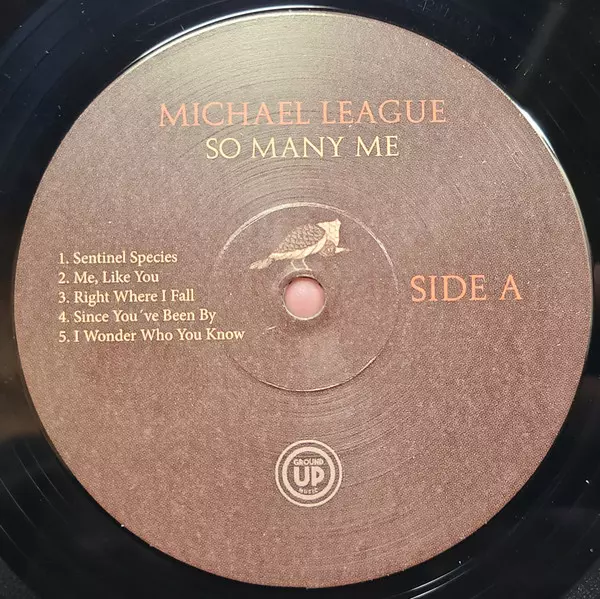 MICHAEL LEAGUE
SO MANY ME
1. Sentinel Species
2. Me, Like You
3. Right Where I Fall
4. Since You´ve Been By
5. I Wonder Who You Know
SIDE A
GROUND
UP
MUSIC